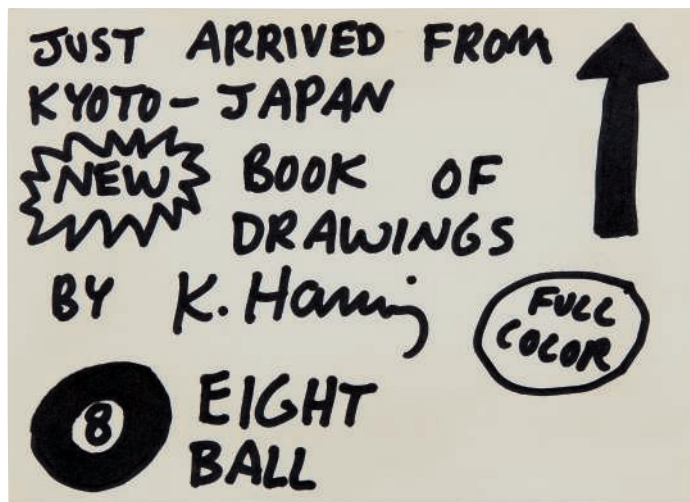 JUST ARRIVED FROM
KYOTO - JAPAN
NEW BOOK OF
DRAWINGS
BY K. Haring
FULL
COLOR
8 EIGHT
BALL